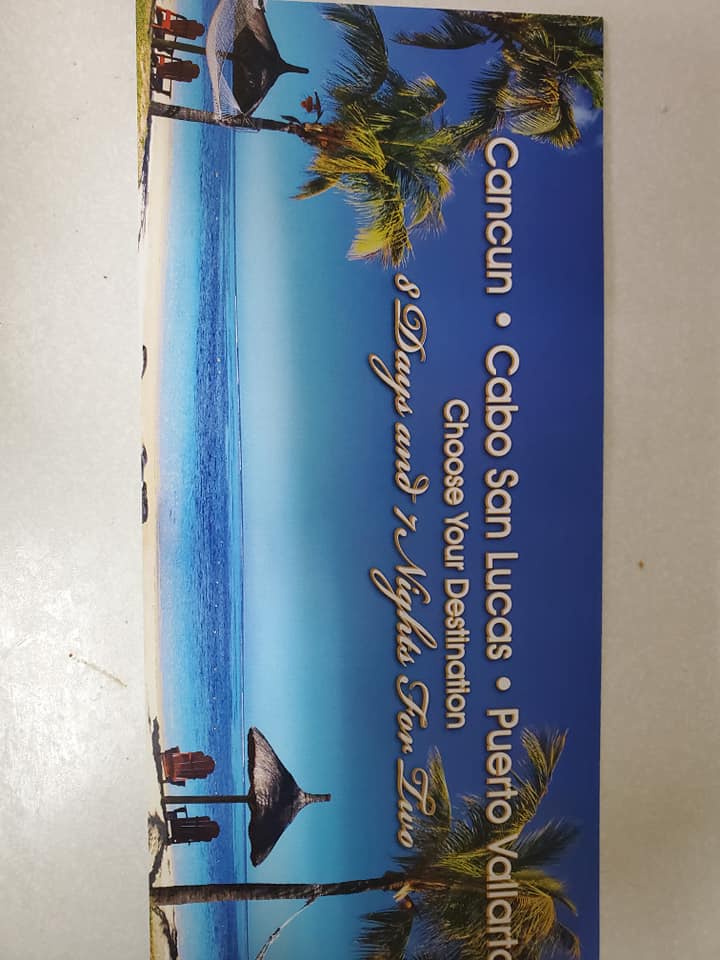 Cancun • Cabo San Lucas • Puerto Vallarta
Choose Your Destination
8 Days and 7 Nights For Two